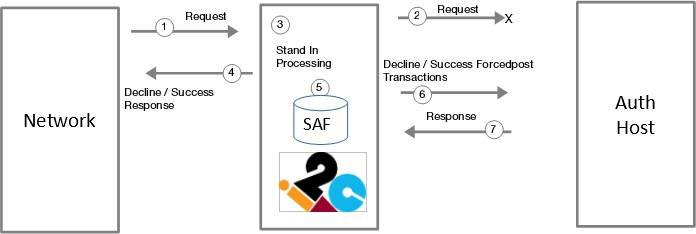 Network
1
Request
4
Decline / Success
Response
3
Stand In
Processing
5
SAF
i2c
2
Request
X
Decline / Success Forcedpost
Transactions
6
Response
7
Auth
Host